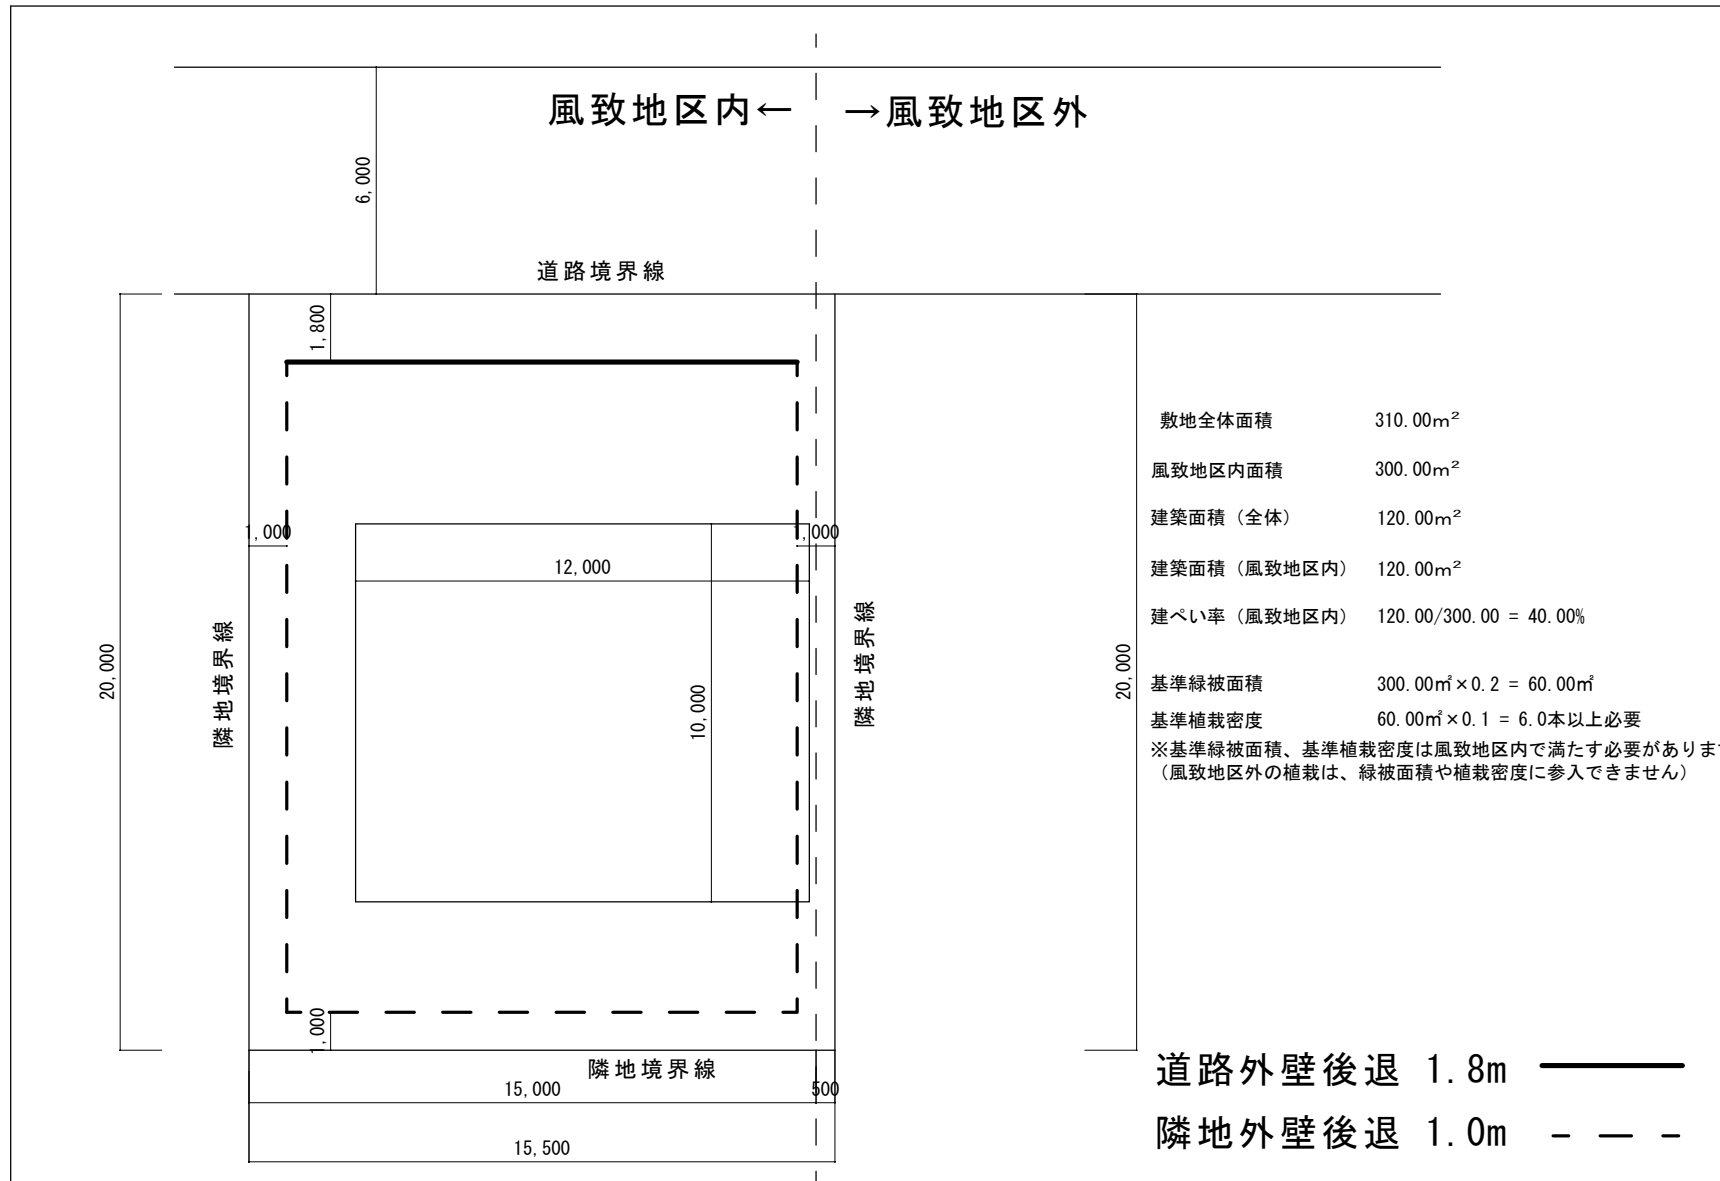 風致地区内← →風致地区外
6,000
道路境界線
1,800
敷地全体面積 310.00m²
風致地区内面積 300.00m²
建築面積（全体） 120.00m²
1,000 1,000
12,000
建築面積（風致地区内） 120.00m²
建ぺい率（風致地区内） 120.00/300.00 = 40.00%
隣地境界線
隣地境界線
20,000
20,000
10,000
基準緑被面積 300.00㎡×0.2 = 60.00㎡
基準植栽密度 60.00㎡×0.1 = 6.0本以上必要
※基準緑被面積、基準植栽密度は風致地区内で満たす必要がありま
（風致地区外の植栽は、緑被面積や植栽密度に参入できません）
1,000
隣地境界線
15,000 500
15,500
道路外壁後退 1.8m
隣地外壁後退 1.0m